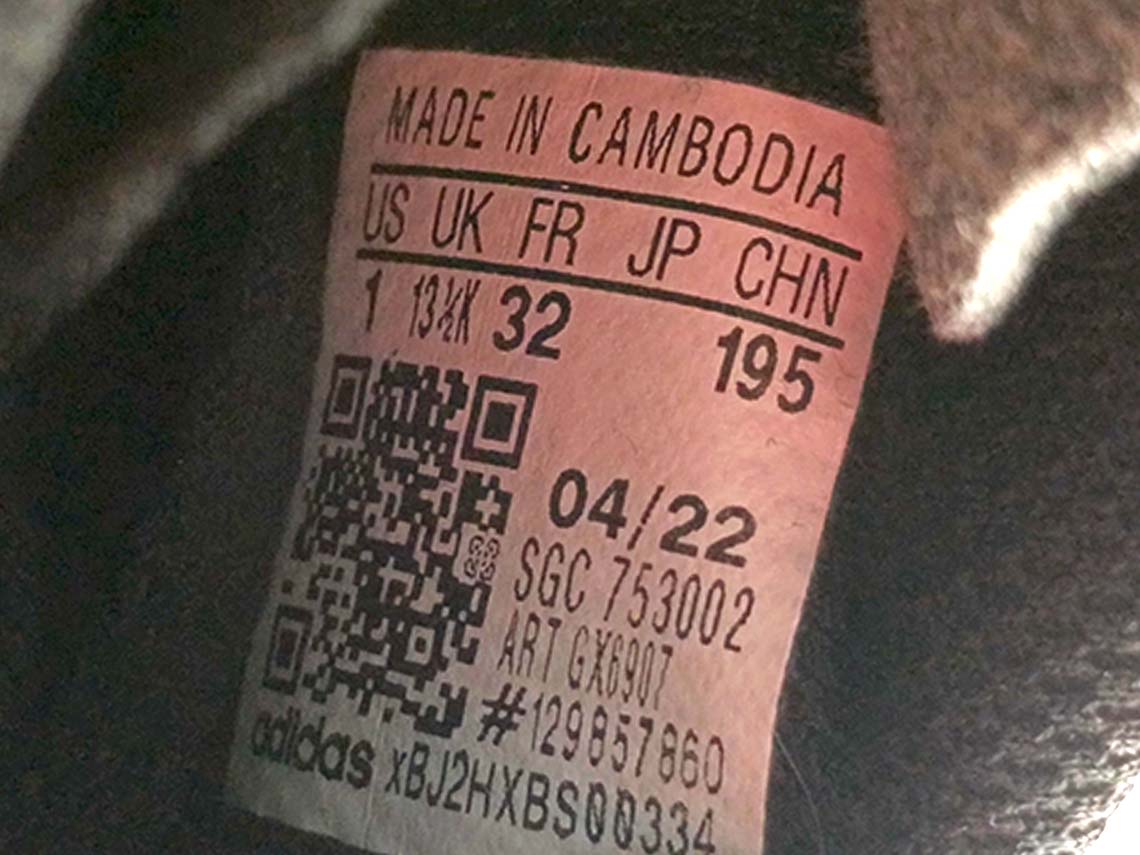 MADE IN CAMBODIA
US UK FR JP CHN
1 13½K 32 195
04/22
SGC 753002
ART GX6907
#129857860
adidas xBJ2HXBS00334